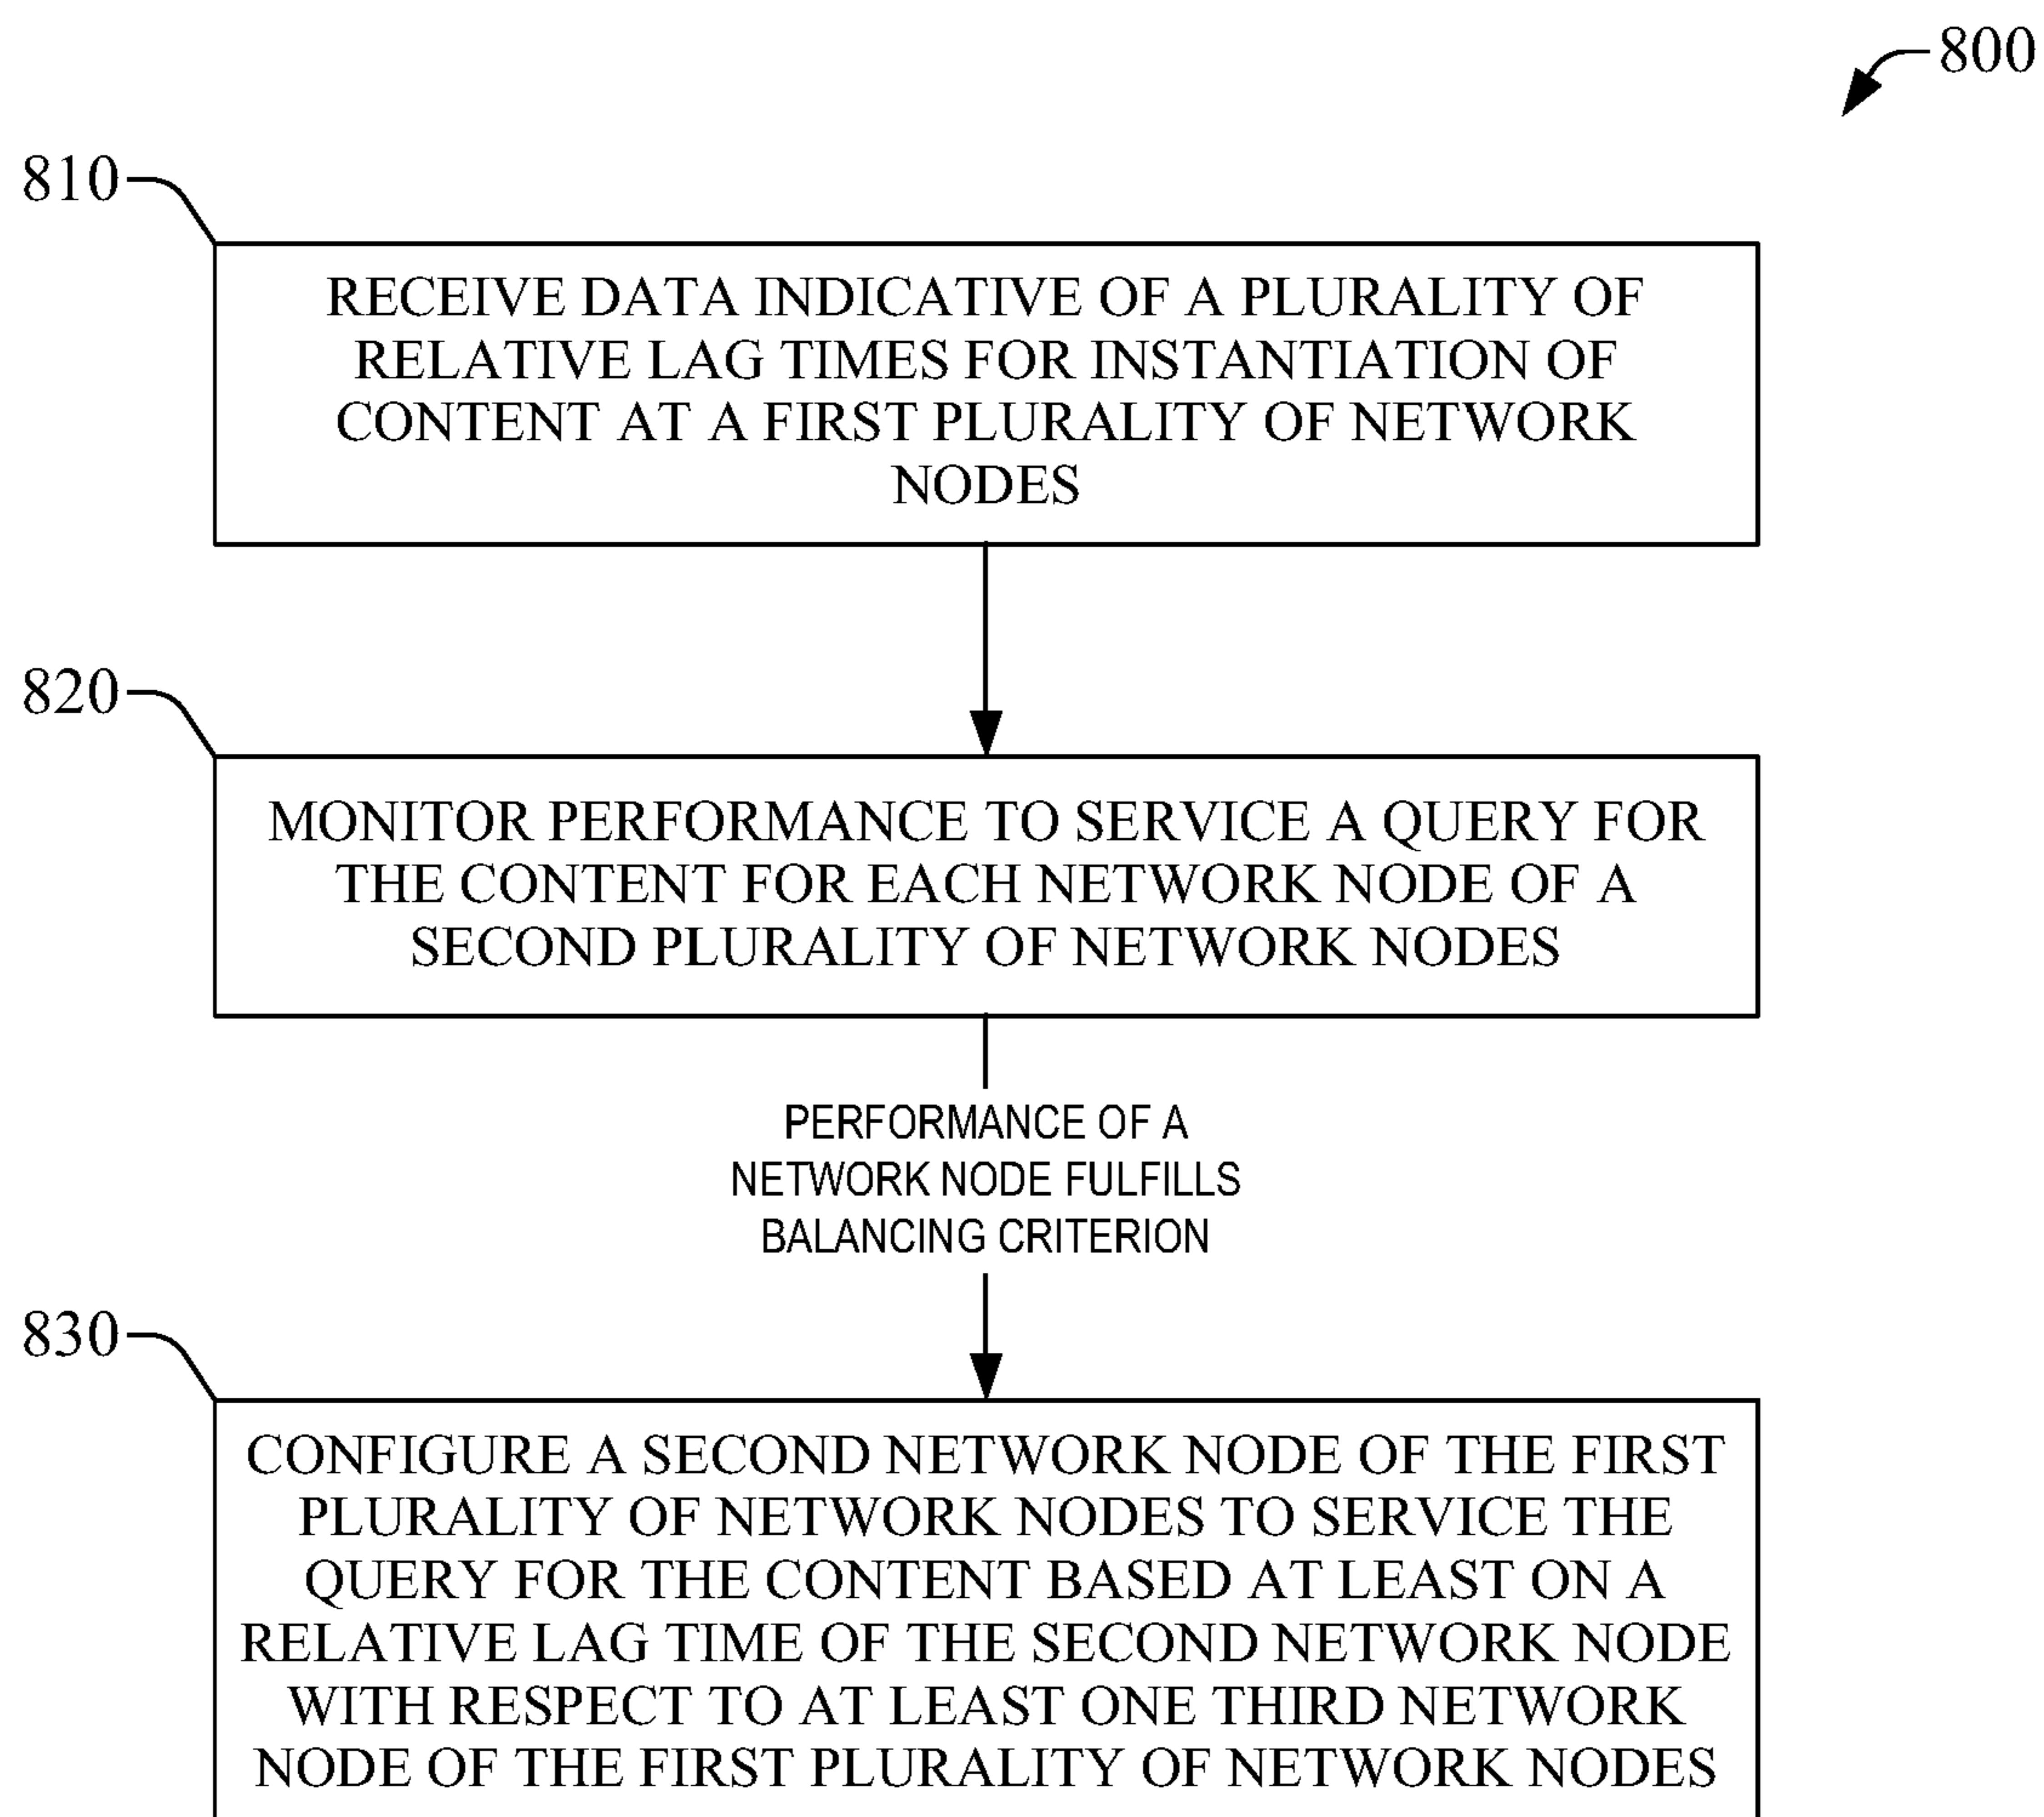 800
810
RECEIVE DATA INDICATIVE OF A PLURALITY OF
RELATIVE LAG TIMES FOR INSTANTIATION OF
CONTENT AT A FIRST PLURALITY OF NETWORK
NODES
820
MONITOR PERFORMANCE TO SERVICE A QUERY FOR
THE CONTENT FOR EACH NETWORK NODE OF A
SECOND PLURALITY OF NETWORK NODES
PERFORMANCE OF A
NETWORK NODE FULFILLS
BALANCING CRITERION
830
CONFIGURE A SECOND NETWORK NODE OF THE FIRST
PLURALITY OF NETWORK NODES TO SERVICE THE
QUERY FOR THE CONTENT BASED AT LEAST ON A
RELATIVE LAG TIME OF THE SECOND NETWORK NODE
WITH RESPECT TO AT LEAST ONE THIRD NETWORK
NODE OF THE FIRST PLURALITY OF NETWORK NODES